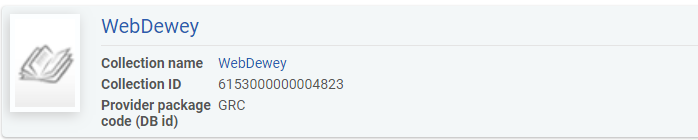 WebDewey
Collection name WebDewey
Collection ID 6153000000004823
Provider package GRC
code (DB id)